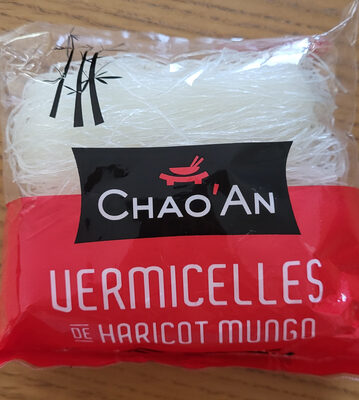 CHAO'AN
VERMICELLES
DE HARICOT MUNGO